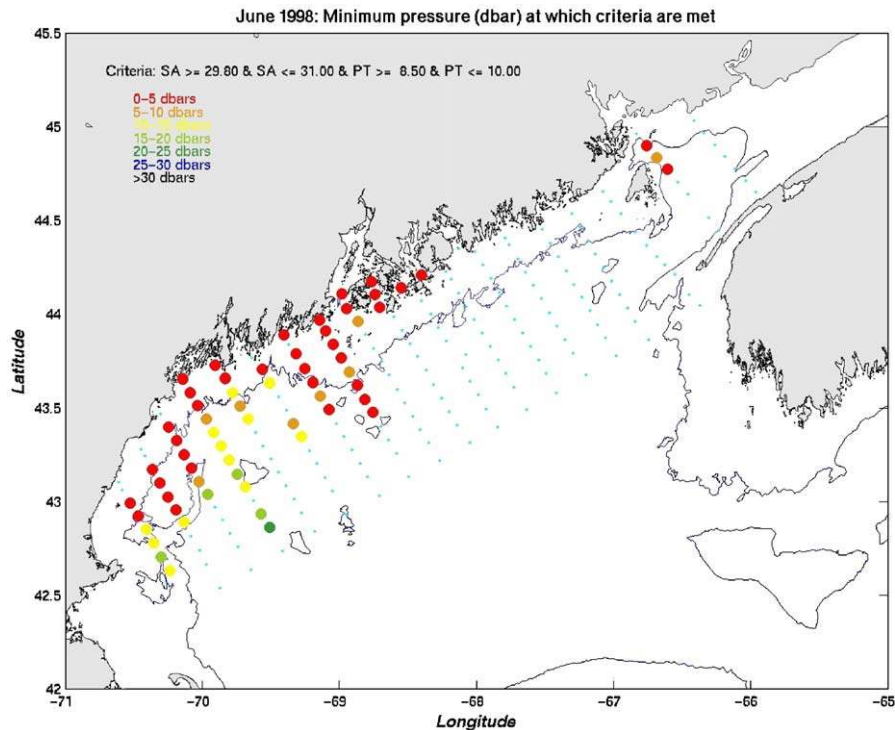 June 1998: Minimum pressure (dbar) at which criteria are met
Criteria: SA >= 29.80 & SA <= 31.00 & PT >= 8.50 & PT <= 10.00
0-5 dbars
5-10 dbars
dbars
15-20 dbars
20-25 dbars
25-30 dbars
>30 dbars
45.5
45
44.5
44
43.5
43
42.5
42
Latitude
-71
-70
-69
-68
-67
-66
-65
Longitude